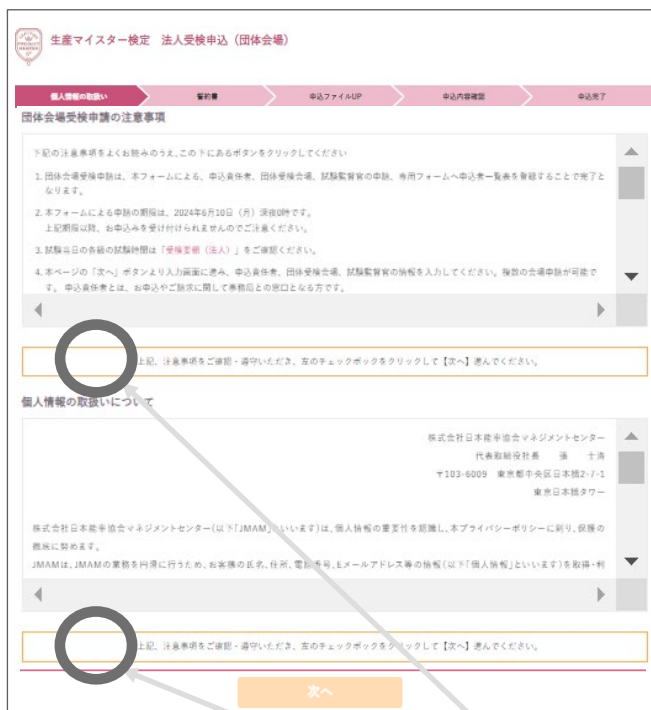 生産マイスター検定 法人受検申込（団体会場）
個人情報の取扱い
誓約書
申込ファイルUP
申込内容確認
申込完了
団体会場受検申請の注意事項
下記の注意事項をよくお読みのうえ、この下にあるボタンをクリックしてください
1. 団体会場受検申請は、本フォームによる、申込責任者、団体受検会場、試験監督官の申請、専用フォームへ申込者一覧表を登録することで完了と
なります。
2. 本フォームによる申請の期限は、2024年6月10日（月）深夜0時です。
上記期限以降、お申込みを受け付けられませんのでご注意ください。
3. 試験当日の各級の試験時間は「受検要領（法人）」をご確認ください。
4. 本ページの「次へ」ボタンより入力画面に進み、申込責任者、団体受検会場、試験監督官の情報を入力してください。複数の会場申請が可能で
す。 申込責任者とは、お申込やご請求に関して事務局との窓口となる方です。
上記、注意事項をご確認・遵守いただき、左のチェックボックをクリックして【次へ】進んでください。
個人情報の取扱いについて
株式会社日本能率協会マネジメントセンター
代表取締役社長 張 士洛
〒103-6009 東京都中央区日本橋2-7-1
東京日本橋タワー
株式会社日本能率協会マネジメントセンター(以下「JMAM」といいます)は、個人情報の重要性を認識し、本プライバシーポリシーに則り、保護の
徹底に努めます。
JMAMは、JMAMの業務を円滑に行うため、お客様の氏名、住所、電話番号、Eメールアドレス等の情報(以下「個人情報」といいます)を取得・利
上記、注意事項をご確認・遵守いただき、左のチェックボックをクリックして【次へ】進んでください。
次へ